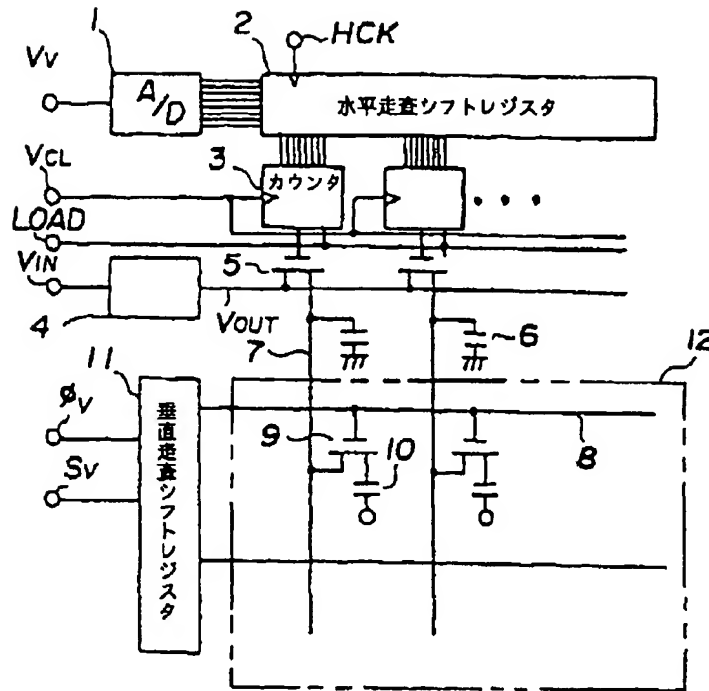 1
2
HCK
Vv
A/D
水平走査シフトレジスタ
VCL
3
カウンタ
LOAD
VIN
5
4
VOUT
7
6
12
11
φv
Sv
垂直走査シフトレジスタ
9
10
8